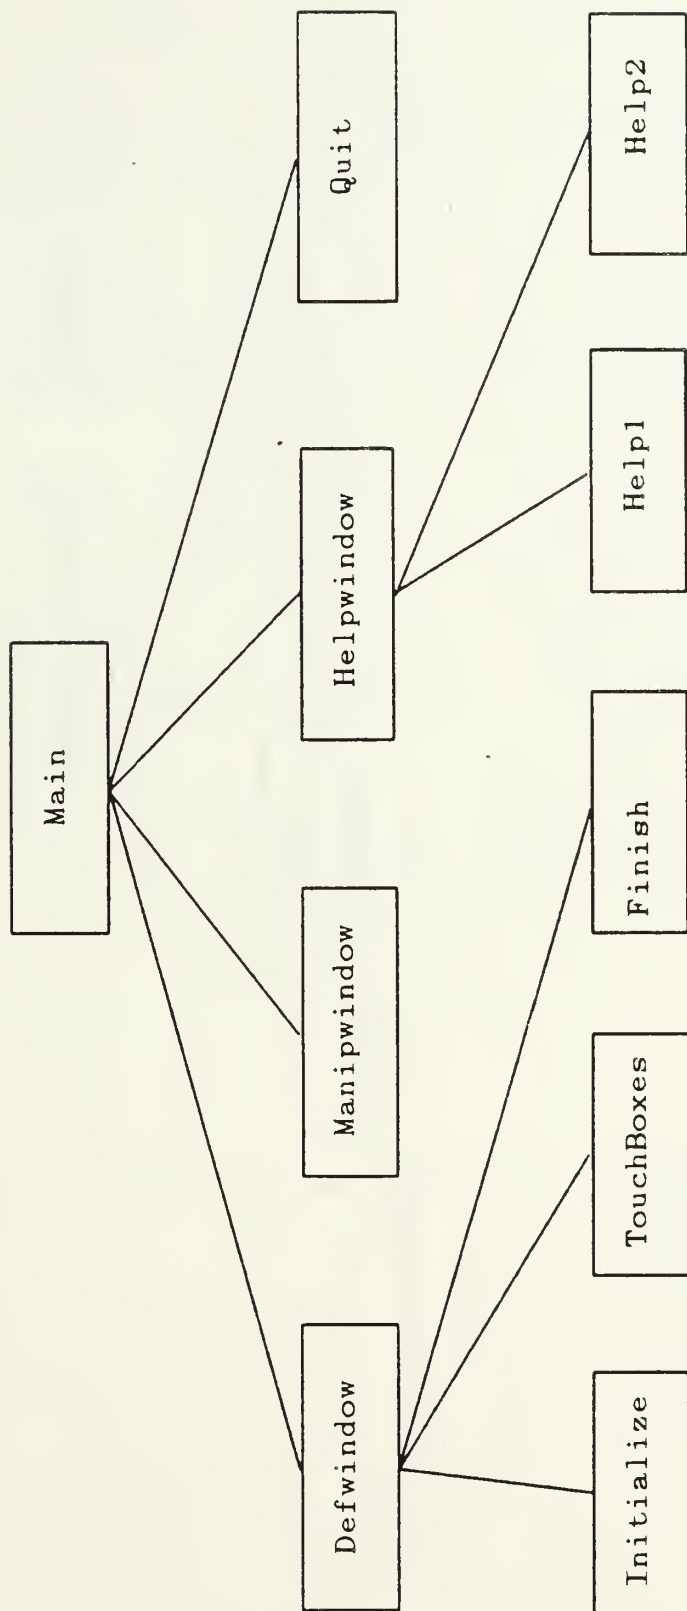 Main
Defwindow
Manipwindow
Helpwindow
Quit
Initialize
TouchBoxes
Finish
Help1
Help2